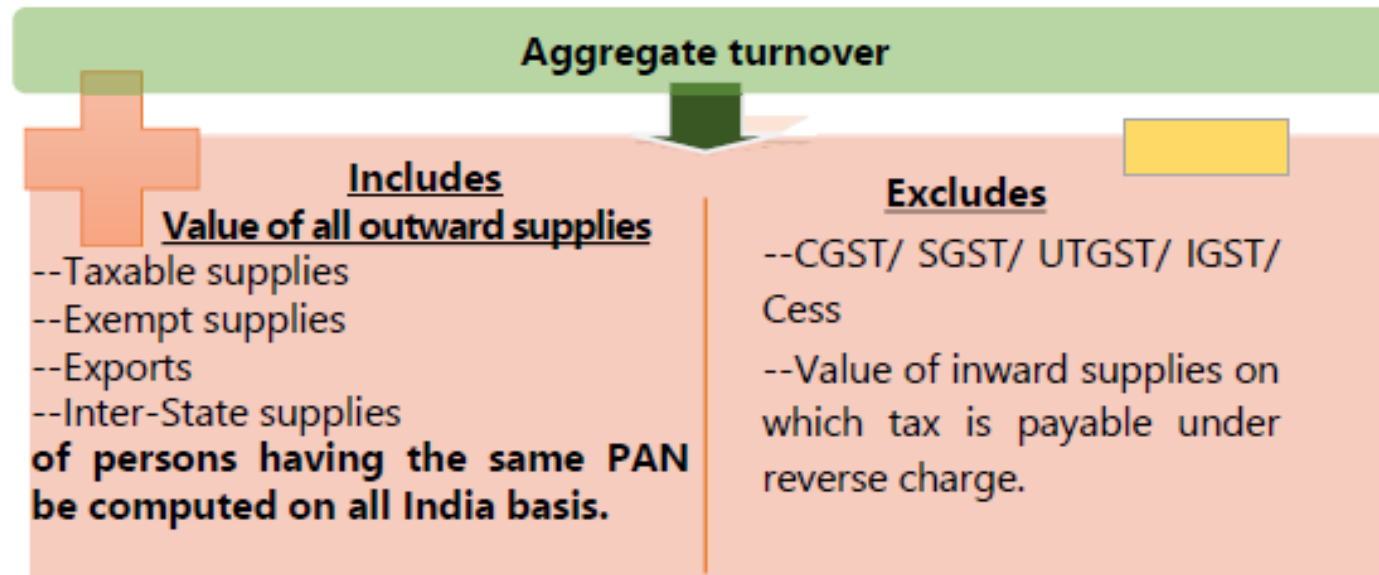 Aggregate turnover
Includes
Value of all outward supplies
--Taxable supplies
--Exempt supplies
--Exports
--Inter-State supplies
of persons having the same PAN
be computed on all India basis.
Excludes
--CGST/ SGST/ UTGST/ IGST/
Cess
--Value of inward supplies on
which tax is payable under
reverse charge.